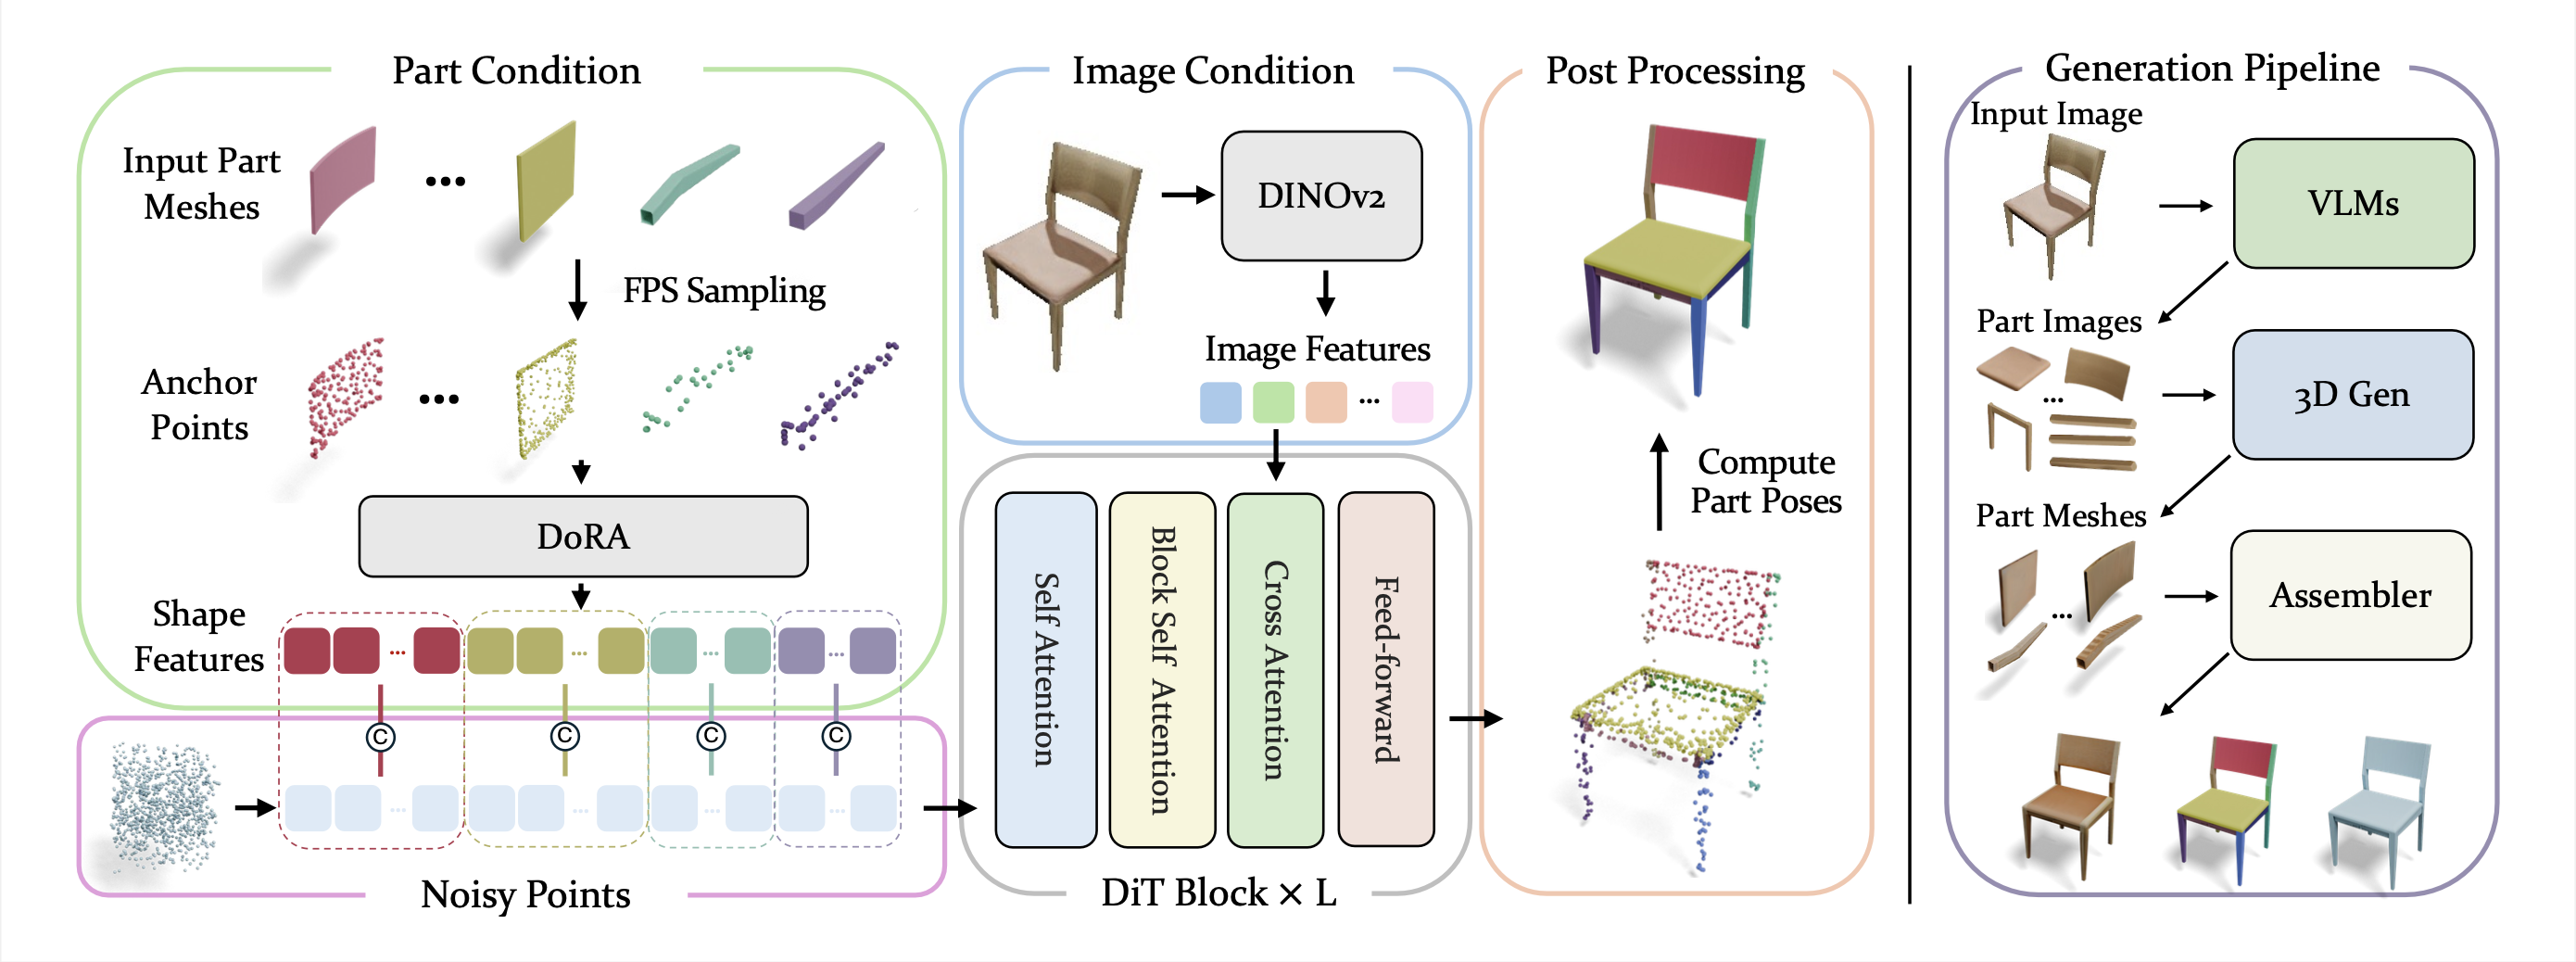 Part Condition
Input Part
Meshes
FPS Sampling
Anchor
Points
DoRA
Shape
Features
C C C C
Noisy Points
Image Condition
DINOv2
Image Features
Self Attention
Block Self Attention
Cross Attention
Feed-forward
DiT Block × L
Post Processing
Compute
Part Poses
Generation Pipeline
Input Image
VLMs
Part Images
3D Gen
Part Meshes
Assembler